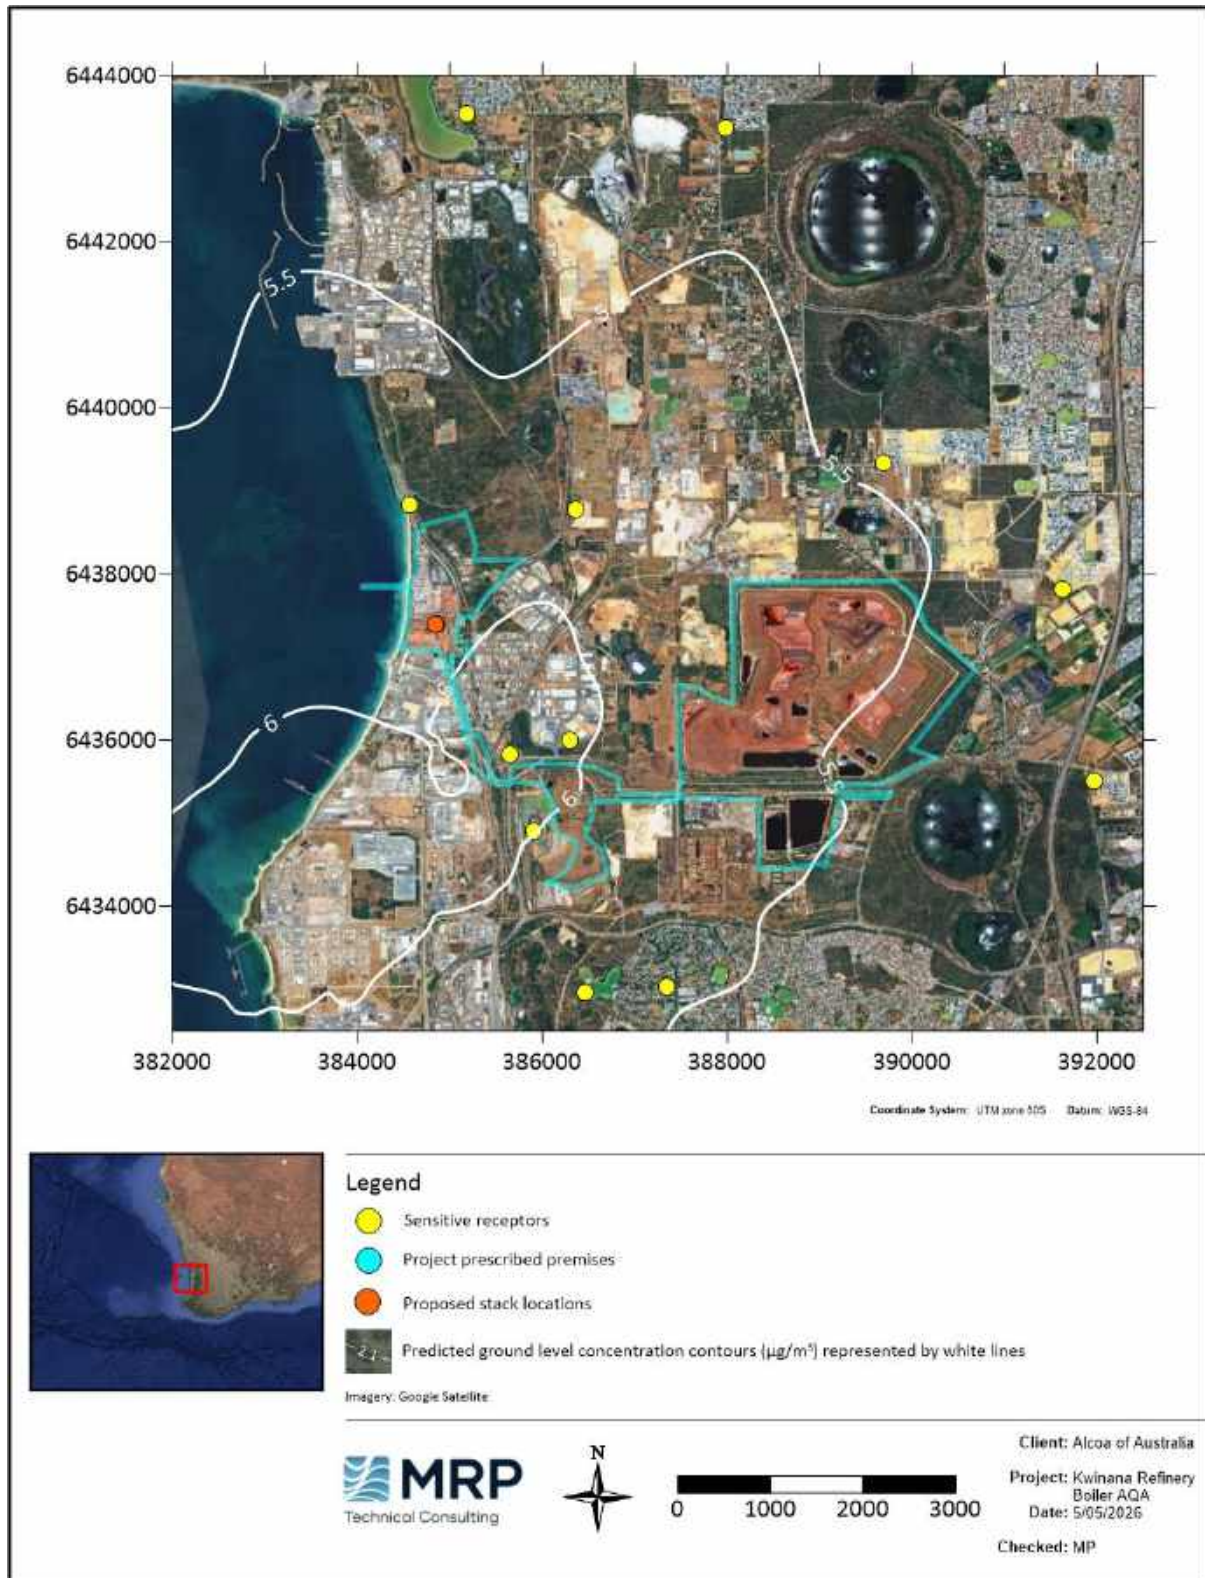 6444000
5.5
6442000
6440000
5.5
6438000
6
6436000
5.5
6
6434000
382000 384000 386000 388000 390000 392000
Coordinate System: UTM zone 50S Datum: WGS-84
Legend
Sensitive receptors
Project prescribed premises
Proposed stack locations
2.1
Predicted ground level concentration contours (µg/m³) represented by white lines
Imagery: Google Satellite
MRP
Technical Consulting
N
0 1000 2000 3000
Client: Alcoa of Australia
Project: Kwinana Refinery
Boiler AQA
Date: 5/05/2026
Checked: MP